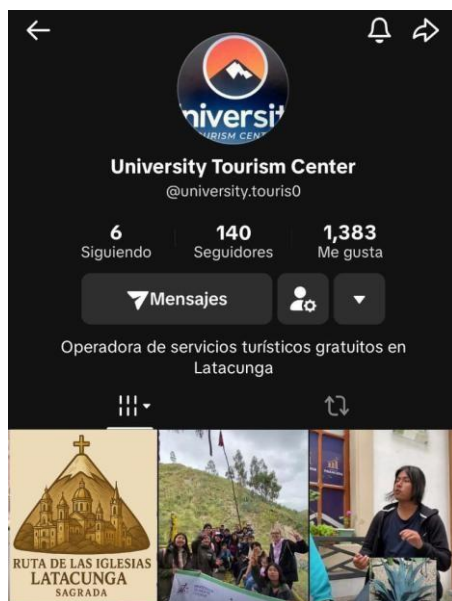 niversit
TOURISM CENT
University Tourism Center
@university.touris0
6 140 1,383
Siguiendo Seguidores Me gusta
Mensajes
Operadora de servicios turísticos gratuitos en
Latacunga
RUTA DE LAS IGLESIAS
LATACUNGA
SAGRADA